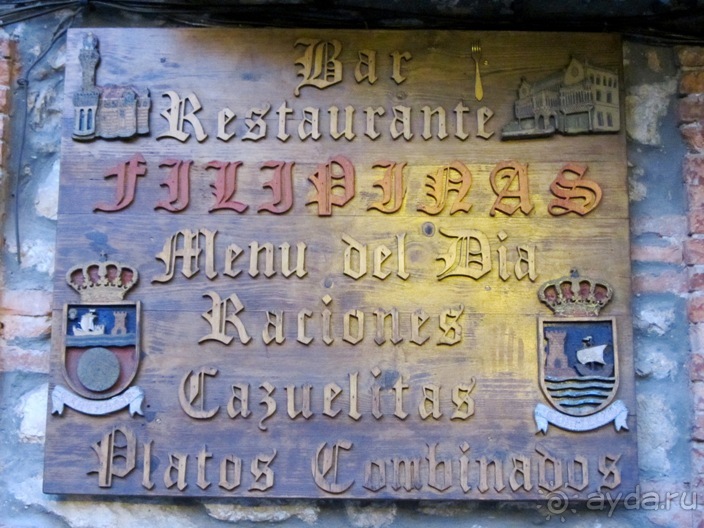 Bar
Restaurante
FILIPINAS
Menu del Dia
Raciones
Cazuelitas
Platos Combinados
ayda.ru